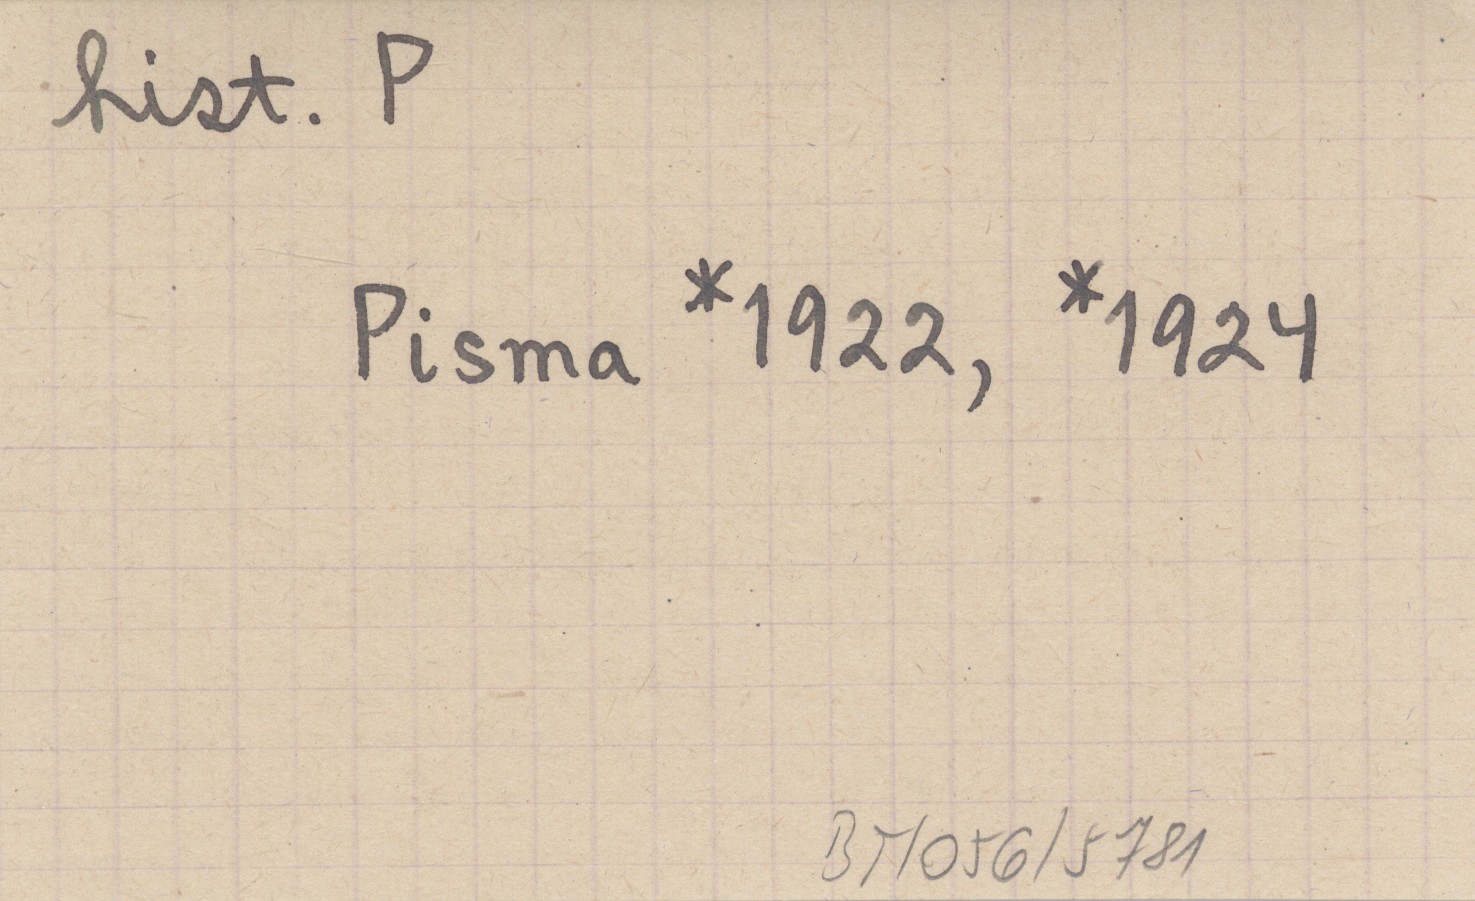 hist. P
Pisma *1922, *1924
BT/056/5781